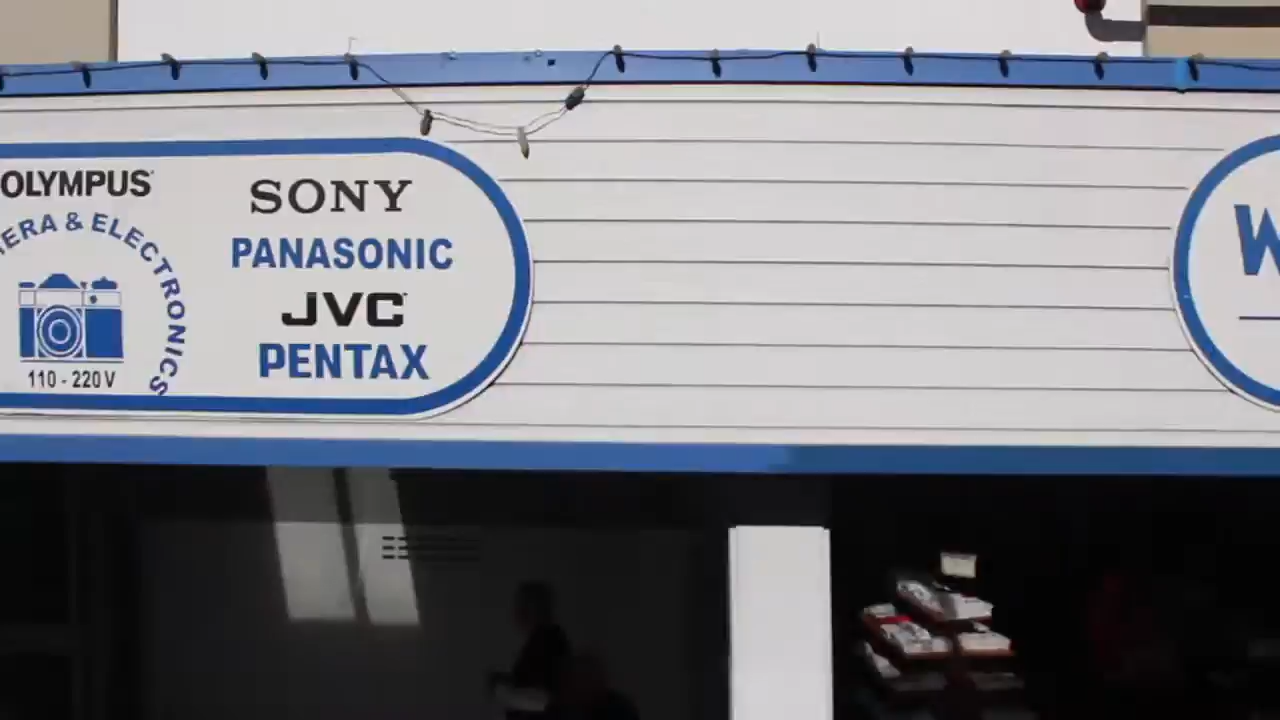 OLYMPUS
ERA & ELECTRONICS
110 - 220 V
SONY
PANASONIC
JVC
PENTAX
W